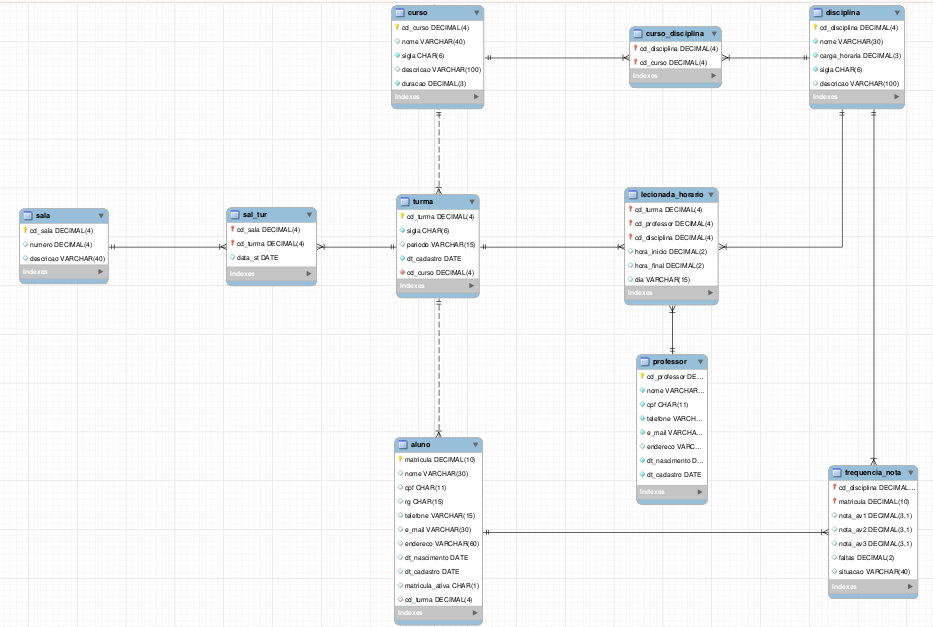 curso
cd_curso DECIMAL(4)
nome VARCHAR(40)
sigla CHAR(6)
descricao VARCHAR(100)
duracao DECIMAL(3)
Indexes
curso_disciplina
cd_disciplina DECIMAL(4)
cd_curso DECIMAL(4)
Indexes
disciplina
cd_disciplina DECIMAL(4)
nome VARCHAR(30)
carga_horaria DECIMAL(3)
sigla CHAR(6)
descricao VARCHAR(100)
Indexes
sala
cd_sala DECIMAL(4)
numero DECIMAL(4)
descricao VARCHAR(40)
Indexes
sal_tur
cd_sala DECIMAL(4)
cd_turma DECIMAL(4)
data_st DATE
Indexes
turma
cd_turma DECIMAL(4)
sigla CHAR(6)
periodo VARCHAR(15)
dt_cadastro DATE
cd_curso DECIMAL(4)
Indexes
lecionada_horario
cd_turma DECIMAL(4)
cd_professor DECIMAL(4)
cd_disciplina DECIMAL(4)
hora_inicio DECIMAL(2)
hora_final DECIMAL(2)
dia VARCHAR(15)
Indexes
professor
cd_professor DE...
nome VARCHAR...
cpf CHAR(11)
telefone VARCH...
e_mail VARCHA...
endereco VARC...
dt_nascimento D...
dt_cadastro DATE
Indexes
aluno
matricula DECIMAL(10)
nome VARCHAR(30)
cpf CHAR(11)
rg CHAR(15)
telefone VARCHAR(15)
e_mail VARCHAR(30)
endereco VARCHAR(60)
dt_nascimento DATE
dt_cadastro DATE
matricula_ativa CHAR(1)
cd_turma DECIMAL(4)
Indexes
frequencia_nota
cd_disciplina DECIMAL...
matricula DECIMAL(10)
nota_av1 DECIMAL(3,1)
nota_av2 DECIMAL(3,1)
nota_av3 DECIMAL(3,1)
faltas DECIMAL(2)
situacao VARCHAR(40)
Indexes